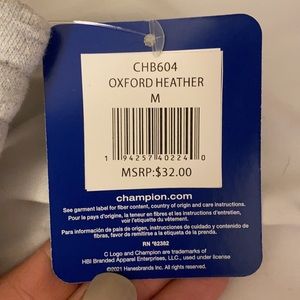 CHB604
OXFORD HEATHER
M
1 94257 40224 0
MSRP:$32.00
champion.com
See garment label for fiber content, country of origin and care instructions.
Pour le pays d'origine, la teneur en fibres et les instructions d'entretien,
voir l'etiquette du vêtement.
Para información de país de origen, instrucciones de cuidado y contenido de
fibras, favor de remitirse a la etiqueta de la prenda.
RN #82382
C Logo and Champion are trademarks of
HBI Branded Apparel Enterprises, LLC., used under license
©2021 Hanesbrands Inc. All rights reserved.